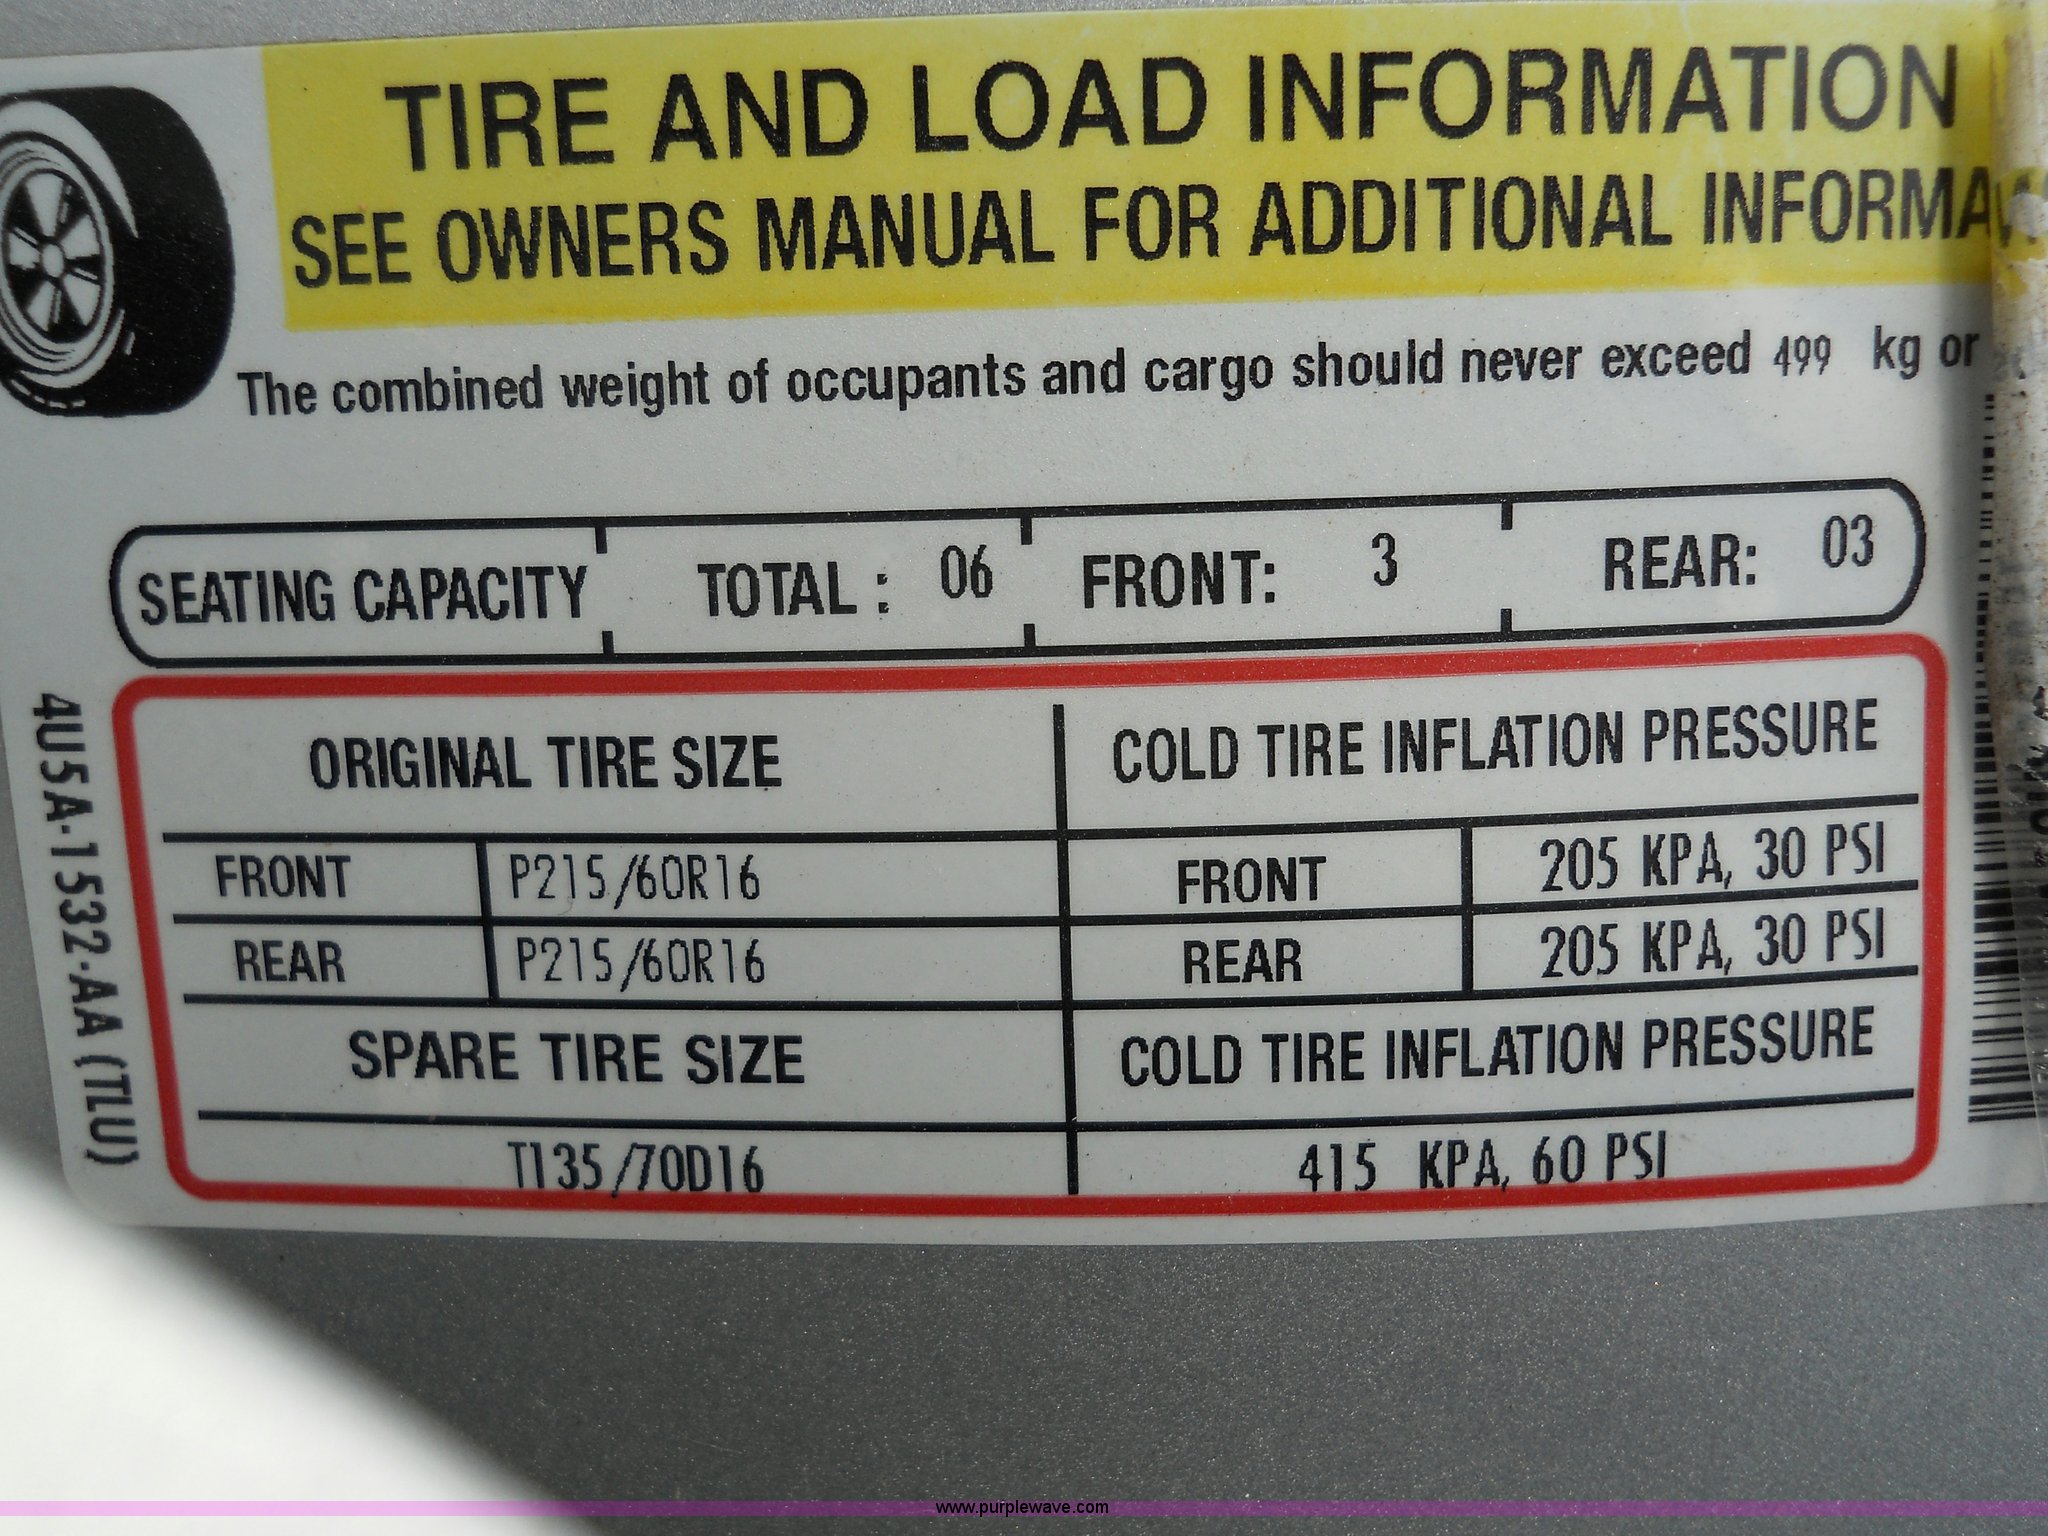 TIRE AND LOAD INFORMATION
SEE OWNERS MANUAL FOR ADDITIONAL
The combined weight of occupants and cargo should never exceed 499 kg or
SEATING CAPACITY TOTAL : 06 FRONT: 3 REAR: 03
ORIGINAL TIRE SIZE COLD TIRE INFLATION PRESSURE
FRONT P215/60R16 FRONT 205 KPA, 30 PSI
REAR P215/60R16 REAR 205 KPA, 30 PSI
SPARE TIRE SIZE COLD TIRE INFLATION PRESSURE
T135/70D16 415 KPA, 60 PSI
4U5A-1532-AA (TLU)
www.purplewave.com